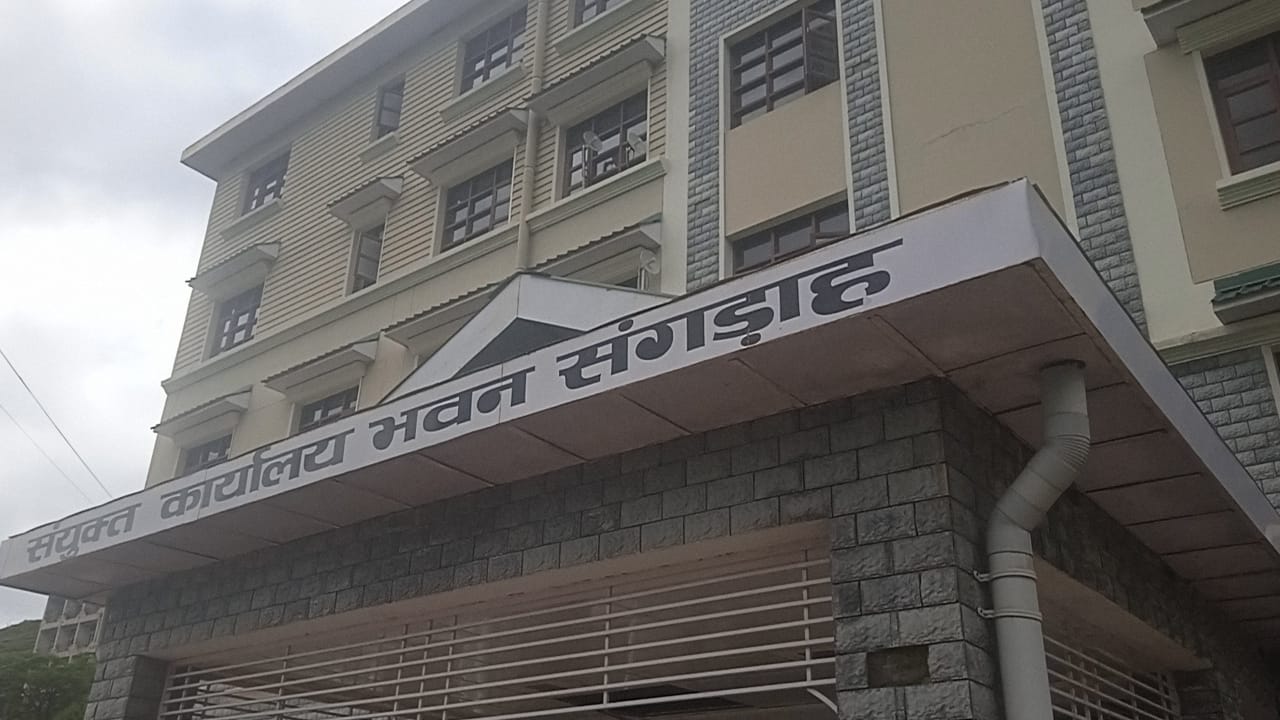 संयुक्त कार्यालय भवन संगड़ाह